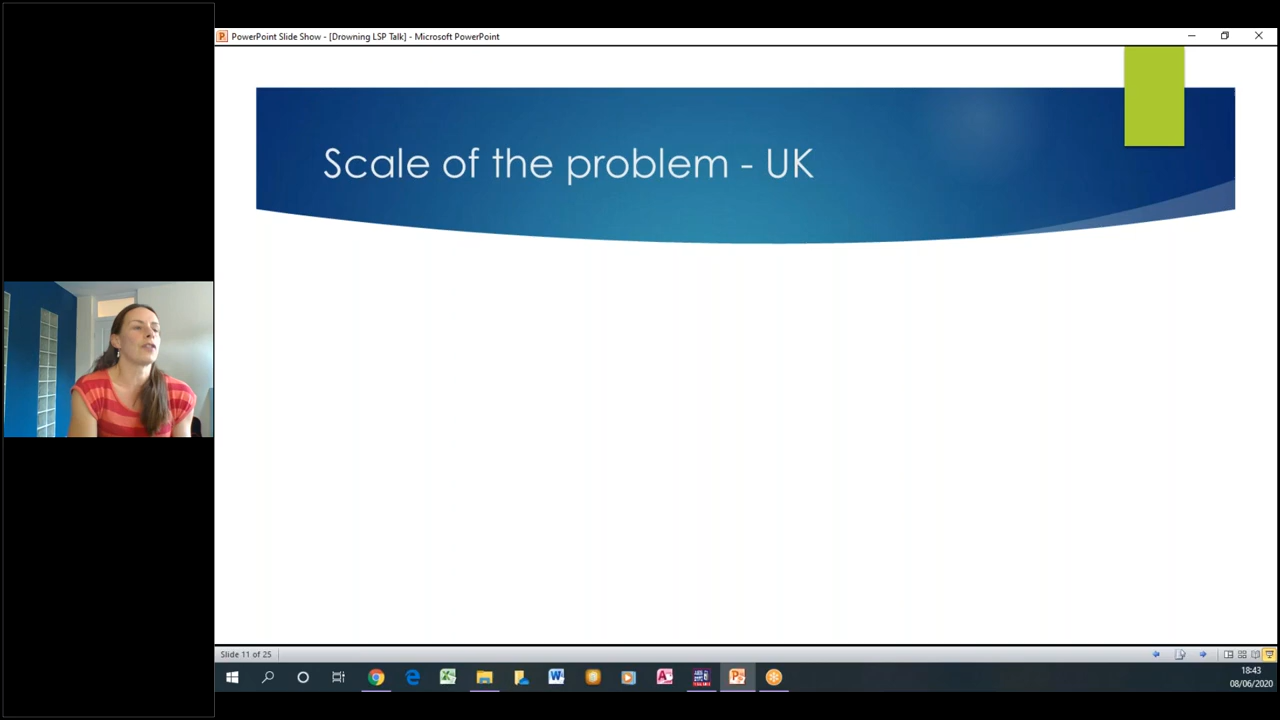 PowerPoint Slide Show - [Drowning LSP Talk] - Microsoft PowerPoint
Scale of the problem - UK
Slide 11 of 25
18:43
08/06/2020